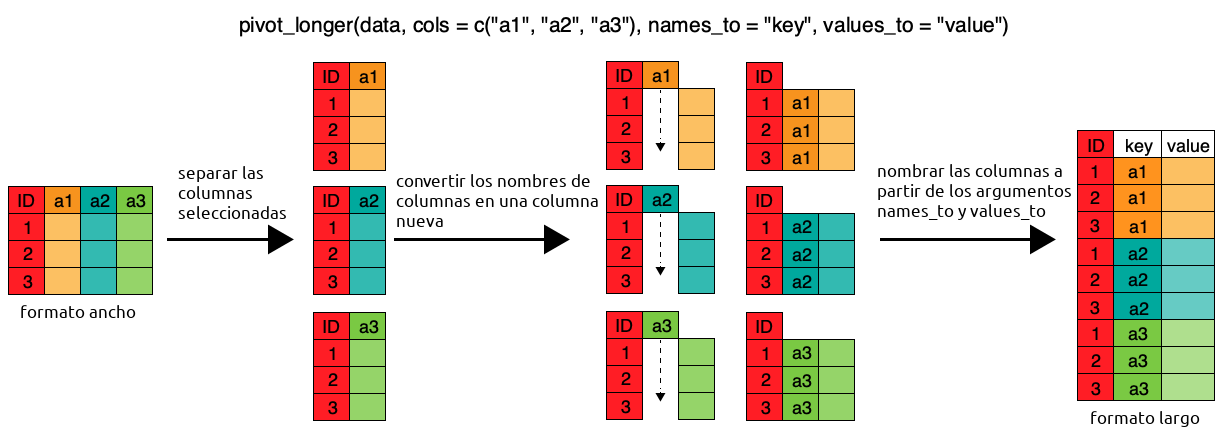 pivot_longer(data, cols = c("a1", "a2", "a3"), names_to = "key", values_to = "value")
ID a1 a2 a3
1
2
3
formato ancho
separar las
columnas
seleccionadas
ID a1
1
2
3
ID a2
1
2
3
ID a3
1
2
3
convertir los nombres de
columnas en una columna
nueva
ID a1
1
2
3
ID a2
1
2
3
ID a3
1
2
3
ID
1 a1
2 a1
3 a1
ID
1 a2
2 a2
3 a2
ID
1 a3
2 a3
3 a3
nombrar las columnas a
partir de los argumentos
names_to y values_to
ID key value
1 a1
2 a1
3 a1
1 a2
2 a2
3 a2
1 a3
2 a3
3 a3
formato largo